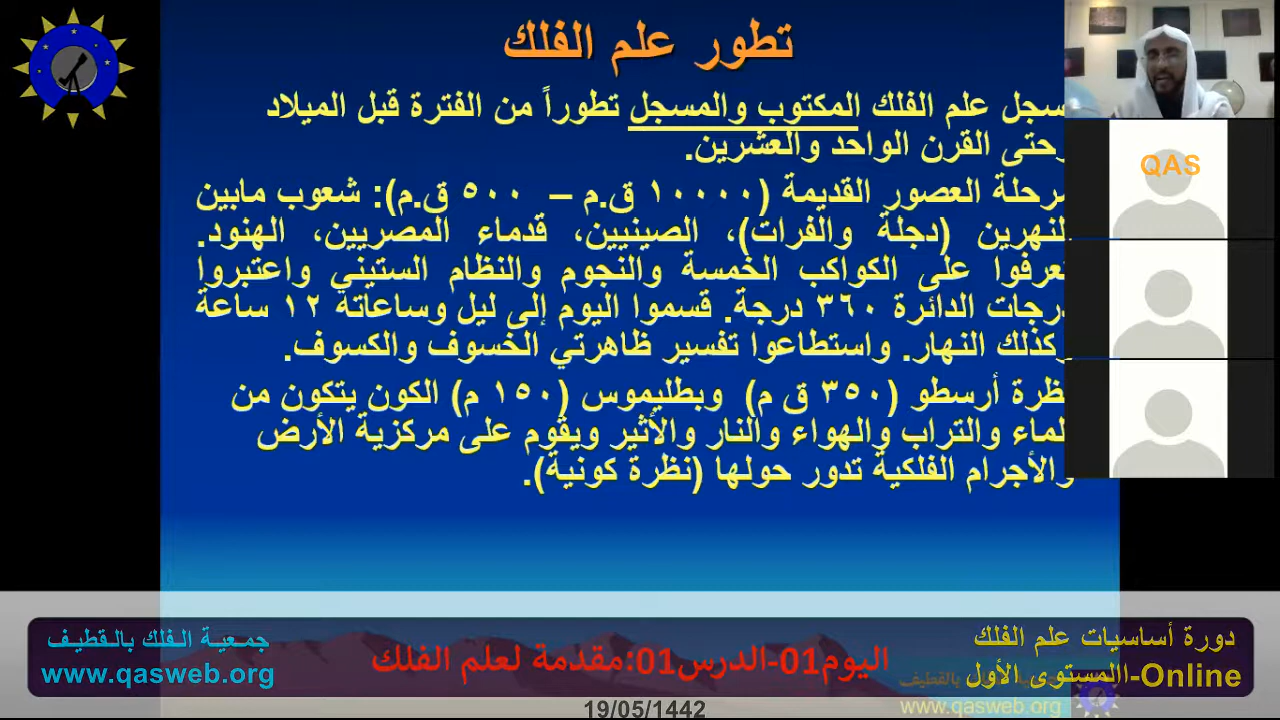 تطور علم الفلك
سجل علم الفلك المكتوب والمسجل تطوراً من الفترة قبل الميلاد
وحتى القرن الواحد والعشرين.
مرحلة العصور القديمة (١٠٠٠٠ ق.م – ٥٠٠ ق.م): شعوب مابين
النهرين (دجلة والفرات)، الصينيين، قدماء المصريين، الهنود.
تعرفوا على الكواكب الخمسة والنجوم والنظام الستيني واعتبروا
درجات الدائرة ٣٦٠ درجة. قسموا اليوم إلى ليل وساعاته ١٢ ساعة
وكذلك النهار. واستطاعوا تفسير ظاهرتي الخسوف والكسوف.
نظرة أرسطو (٣٥٠ ق م) وبطليموس (١٥٠ م) الكون يتكون من
الماء والتراب والهواء والنار والأثير ويقوم على مركزية الأرض
والأجرام الفلكية تدور حولها (نظرة كونية).
QAS
دورة أساسيات علم الفلك
Online-المستوى الأول
اليوم01-الدرس01:مقدمة لعلم الفلك
جمعية الفلك بالقطيف
www.qasweb.org
بالقطيف
www.qasweb.org
19/05/1442